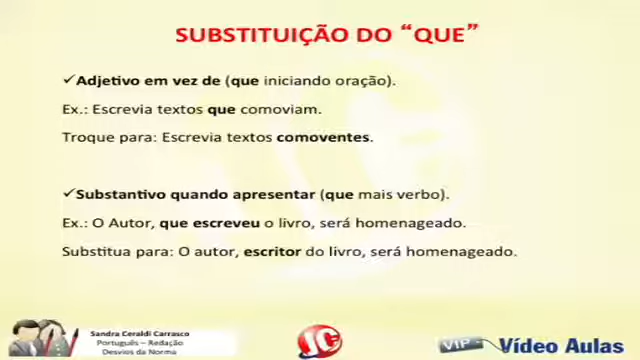 SUBSTITUIÇÃO DO “QUE”
✓Adjetivo em vez de (que iniciando oração).
Ex.: Escrevia textos que comoviam.
Troque para: Escrevia textos comoventes.
✓Substantivo quando apresentar (que mais verbo).
Ex.: O Autor, que escreveu o livro, será homenageado.
Substitua para: O autor, escritor do livro, será homenageado.
Sandra Ceraldi Carrasco
Português – Redação
Desvios da Norma
VIP
Vídeo Aulas